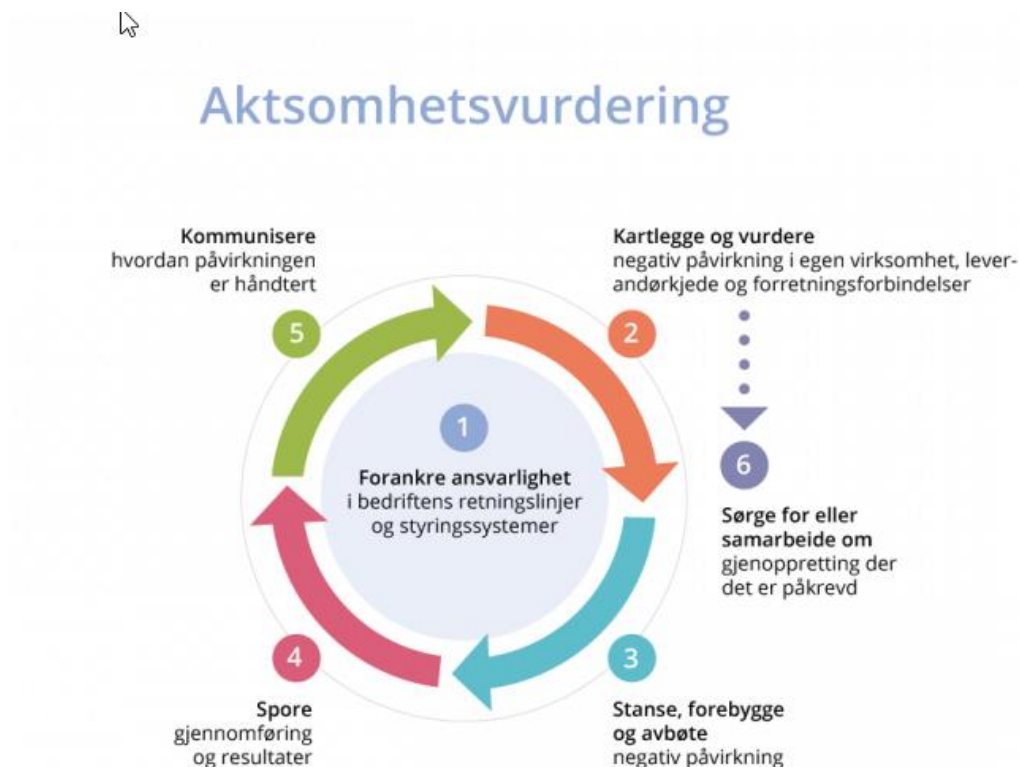 Aktsomhetsvurdering
1
Forankre ansvarlighet
i bedriftens retningslinjer
og styringssystemer
Kartlegge og vurdere
negativ påvirkning i egen virksomhet, lever-
andørkjede og forretningsforbindelser
2
3
Stanse, forebygge
og avbøte
negativ påvirkning
4
Spore
gjennomføring
og resultater
Kommunisere
hvordan påvirkningen
er håndtert
5
6
Sørge for eller
samarbeide om
gjenoppretting der
det er påkrevd